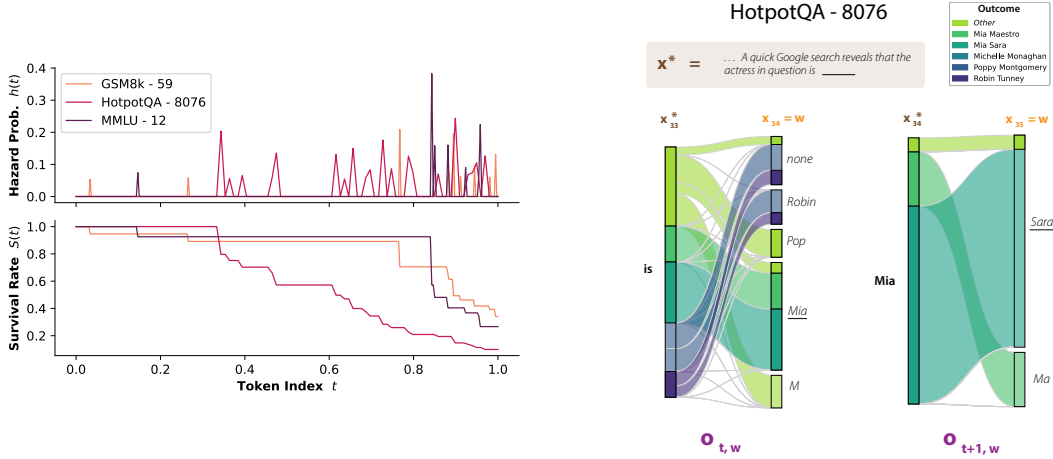 HotpotQA - 8076
Outcome
Other
Mia Maestro
Mia Sara
Michelle Monaghan
Poppy Montgomery
Robin Tunney
x* = ... A quick Google search reveals that the
actress in question is ______
Hazard Prob. h(t)
0.4
0.3
0.2
0.1
0.0
GSM8k - 59
HotpotQA - 8076
MMLU - 12
Survival Rate S(t)
1.0
0.8
0.6
0.4
0.2
0.0 0.2 0.4 0.6 0.8 1.0
Token Index t
x*33
x34 = w
is
none
Robin
Pop
Mia
M
o t, w
x*34
x35 = w
Mia
Sara
Ma
o t+1, w